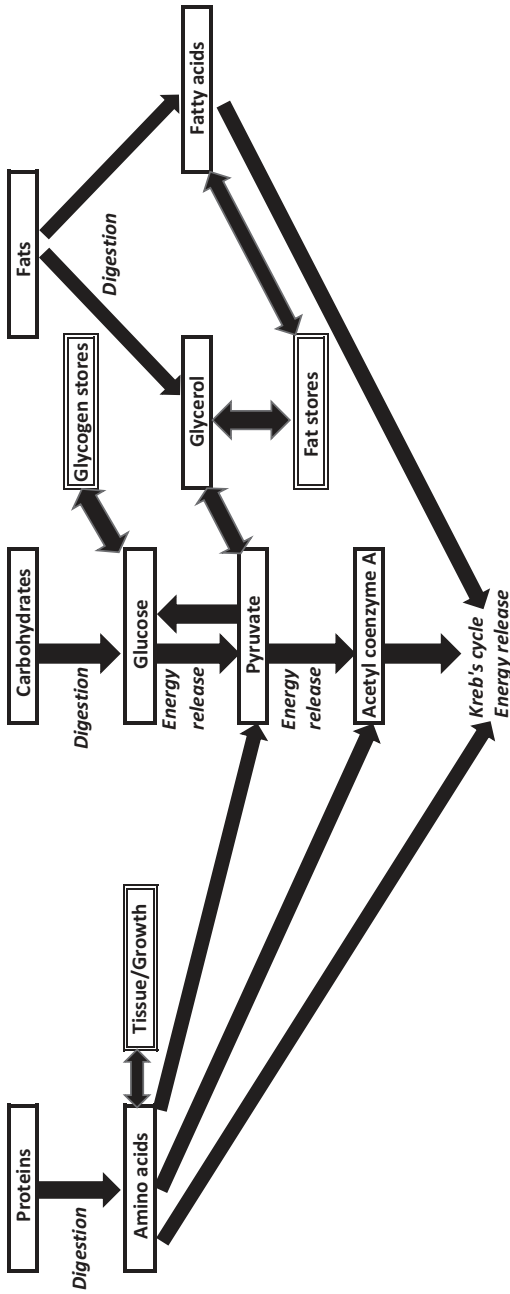 Proteins
Carbohydrates
Fats
Digestion
Digestion
Digestion
Glycogen stores
Amino acids
Tissue/Growth
Glucose
Energy
release
Glycerol
Fatty acids
Pyruvate
Energy
release
Fat stores
Acetyl coenzyme A
Kreb's cycle
Energy release